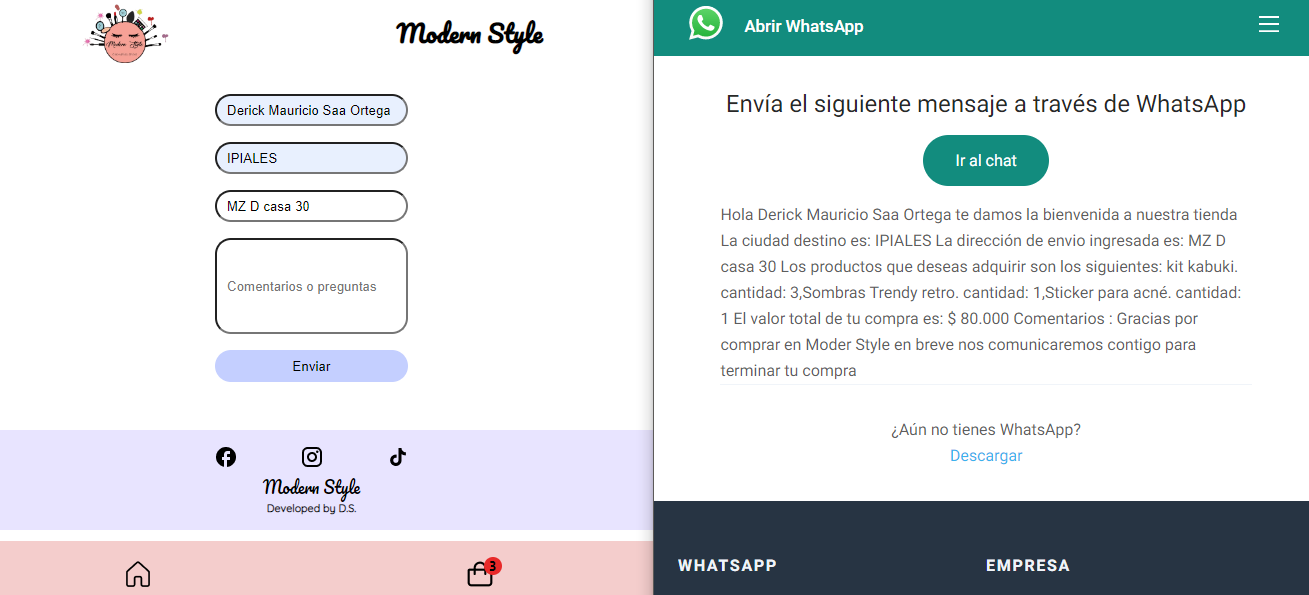 Modern Style
Modern Style
Derick Mauricio Saa Ortega
IPIALES
MZ D casa 30
Comentarios o preguntas
Enviar
Modern Style
Developed by D.S.
3
Abrir WhatsApp
Envía el siguiente mensaje a través de WhatsApp
Ir al chat
Hola Derick Mauricio Saa Ortega te damos la bienvenida a nuestra tienda
La ciudad destino es: IPIALES La dirección de envio ingresada es: MZ D
casa 30 Los productos que deseas adquirir son los siguientes: kit kabuki.
cantidad: 3,Sombras Trendy retro. cantidad: 1,Sticker para acné. cantidad:
1 El valor total de tu compra es: $ 80.000 Comentarios : Gracias por
comprar en Moder Style en breve nos comunicaremos contigo para
terminar tu compra
¿Aún no tienes WhatsApp?
Descargar
WHATSAPP
EMPRESA